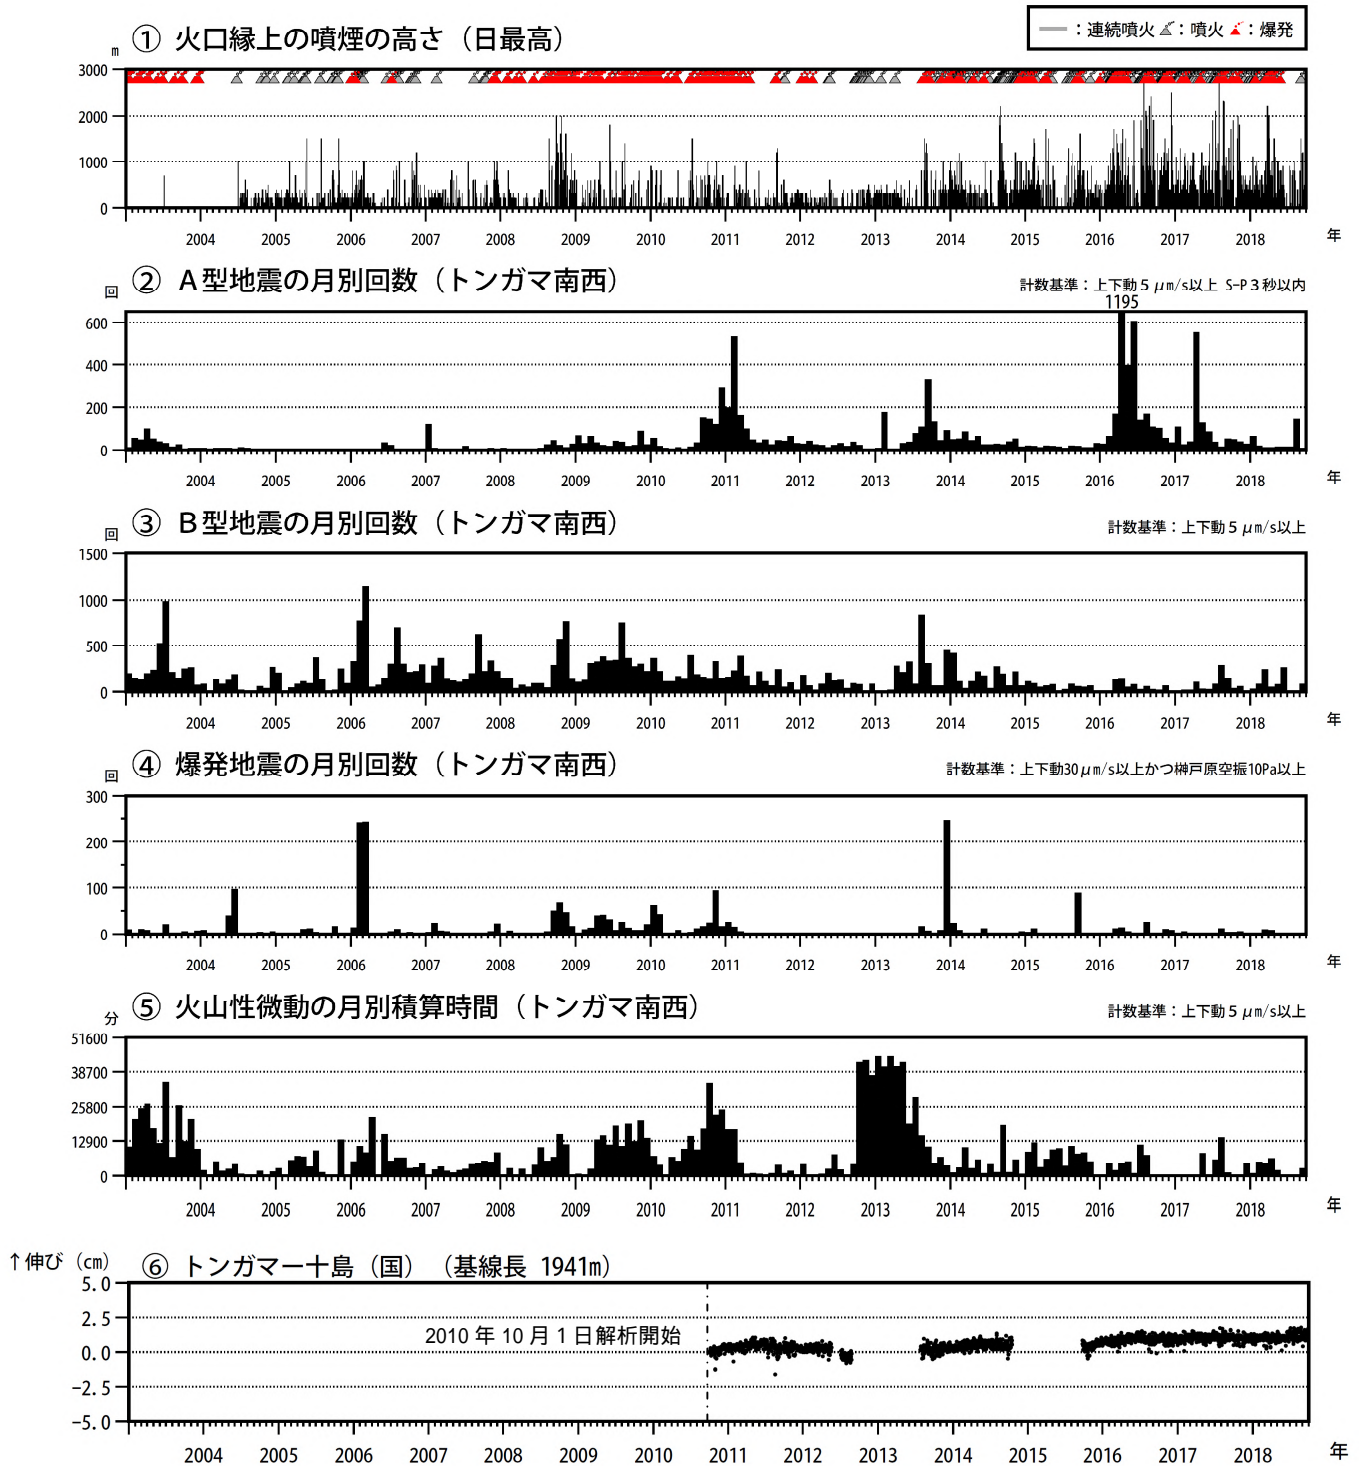 ① 火口縁上の噴煙の高さ（日最高）
：連続噴火 ：噴火 ：爆発
m
3000
2000
1000
0
2004 2005 2006 2007 2008 2009 2010 2011 2012 2013 2014 2015 2016 2017 2018 年
回 ② A型地震の月別回数（トンガマ南西） 計数基準：上下動5μm/s以上 S-P3秒以内
1195
600
400
200
0
2004 2005 2006 2007 2008 2009 2010 2011 2012 2013 2014 2015 2016 2017 2018 年
回 ③ B型地震の月別回数（トンガマ南西） 計数基準：上下動5μm/s以上
1500
1000
500
0
2004 2005 2006 2007 2008 2009 2010 2011 2012 2013 2014 2015 2016 2017 2018 年
回 ④ 爆発地震の月別回数（トンガマ南西） 計数基準：上下動30μm/s以上かつ榊戸原空振10Pa以上
300
200
100
0
2004 2005 2006 2007 2008 2009 2010 2011 2012 2013 2014 2015 2016 2017 2018 年
分 ⑤ 火山性微動の月別積算時間（トンガマ南西） 計数基準：上下動5μm/s以上
51600
38700
25800
12900
0
2004 2005 2006 2007 2008 2009 2010 2011 2012 2013 2014 2015 2016 2017 2018 年
↑伸び（cm） ⑥ トンガマー十島（国）（基線長 1941m）
5.0
2.5
2010年10月1日解析開始
0.0
−2.5
−5.0
2004 2005 2006 2007 2008 2009 2010 2011 2012 2013 2014 2015 2016 2017 2018 年